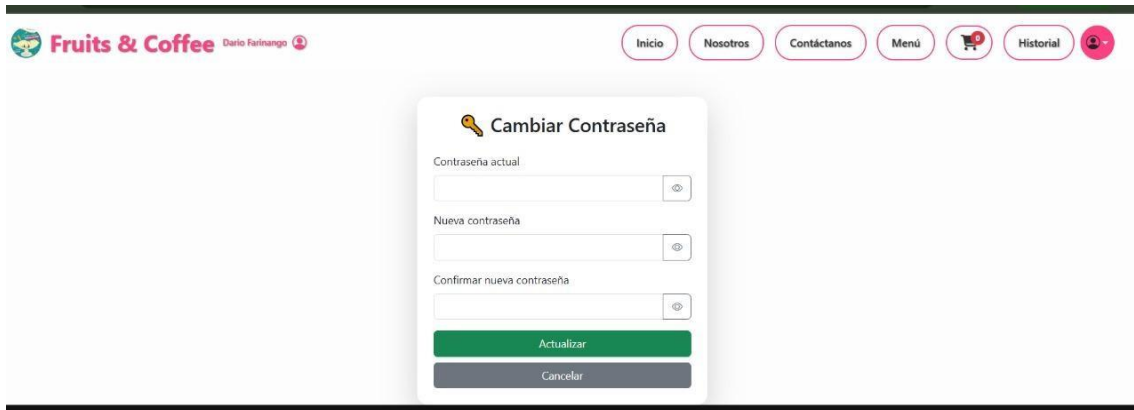 Fruits & Coffee Dario Farinango Inicio Nosotros Contáctanos Menú 0 Historial
Cambiar Contraseña
Contraseña actual
Nueva contraseña
Confirmar nueva contraseña
Actualizar
Cancelar